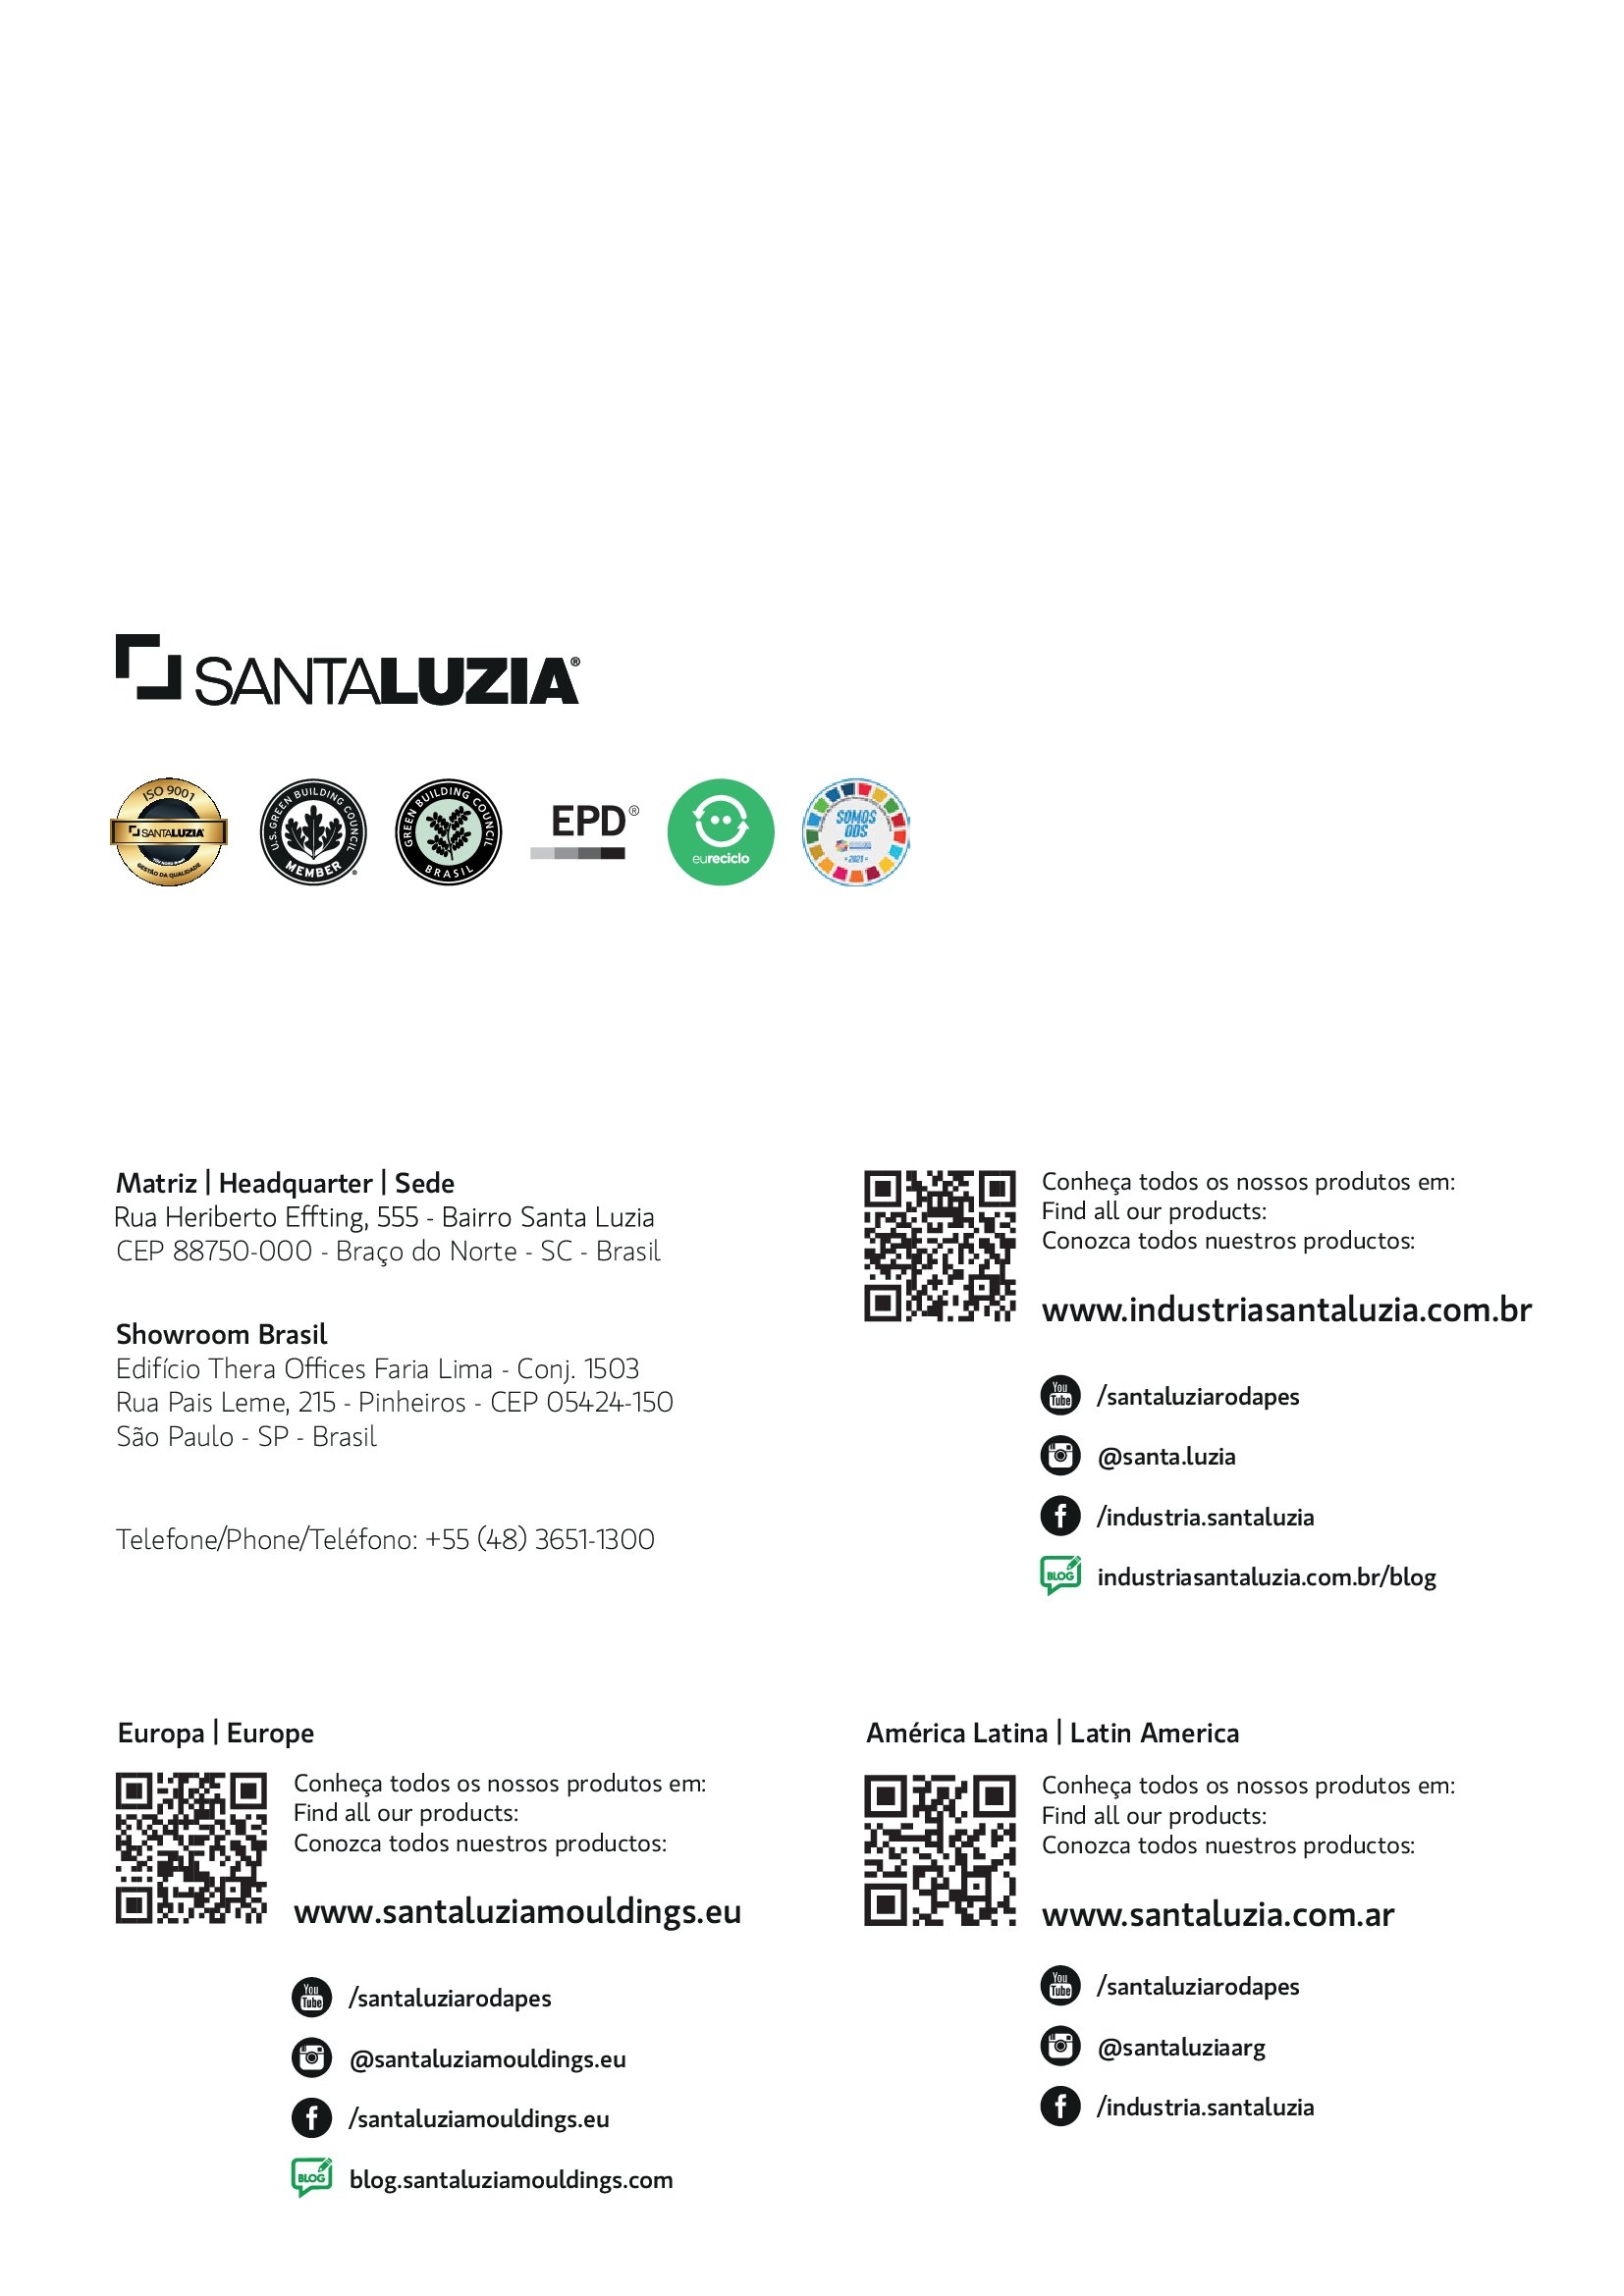 SANTALUZIA®
ISO 9001
SANTALUZIA
GESTÃO DA QUALIDADE
U.S. GREEN BUILDING COUNCIL
MEMBER
GREEN BUILDING COUNCIL
BRASIL
EPD®
eureciclo
SOMOS
ODS
2021
Matriz | Headquarter | Sede
Rua Heriberto Effting, 555 - Bairro Santa Luzia
CEP 88750-000 - Braço do Norte - SC - Brasil
Showroom Brasil
Edifício Thera Offices Faria Lima - Conj. 1503
Rua Pais Leme, 215 - Pinheiros - CEP 05424-150
São Paulo - SP - Brasil
Telefone/Phone/Teléfono: +55 (48) 3651-1300
Conheça todos os nossos produtos em:
Find all our products:
Conozca todos nuestros productos:
www.industriasantaluzia.com.br
You Tube /santaluziarodapes
@santa.luzia
f /industria.santaluzia
BLOG industriasantaluzia.com.br/blog
Europa | Europe
Conheça todos os nossos produtos em:
Find all our products:
Conozca todos nuestros productos:
www.santaluziamouldings.eu
You Tube /santaluziarodapes
@santaluziamouldings.eu
f /santaluziamouldings.eu
BLOG blog.santaluziamouldings.com
América Latina | Latin America
Conheça todos os nossos produtos em:
Find all our products:
Conozca todos nuestros productos:
www.santaluzia.com.ar
You Tube /santaluziarodapes
@santaluziaarg
f /industria.santaluzia